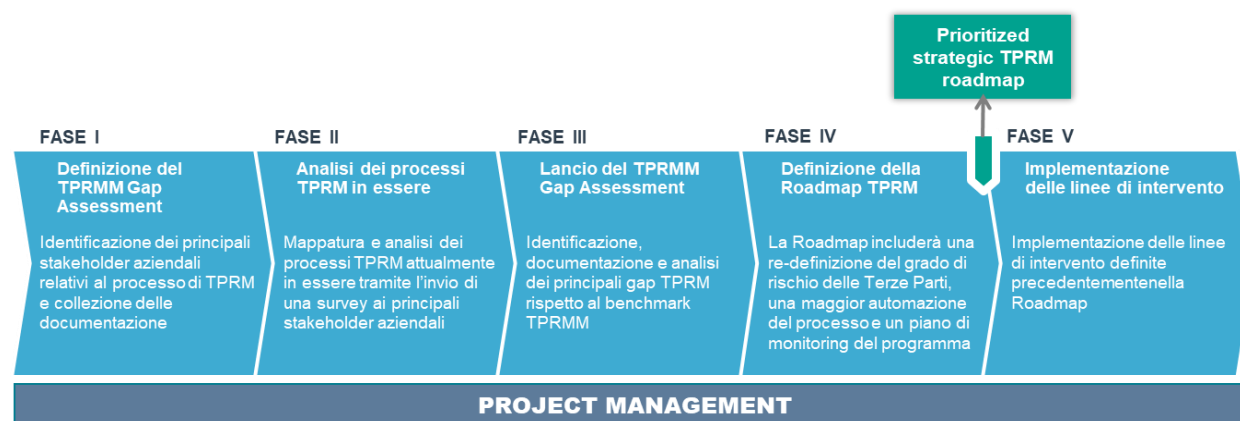 Prioritized
strategic TPRM
roadmap
FASE I
Definizione del
TPRMM Gap
Assessment
Identificazione dei principali
stakeholder aziendali
relativi al processo di TPRM
e collezione delle
documentazione
FASE II
Analisi dei processi
TPRM in essere
Mappatura e analisi dei
processi TPRM attualmente
in essere tramite l'invio di
una survey ai principali
stakeholder aziendali
FASE III
Lancio del TPRMM
Gap Assessment
Identificazione,
documentazione e analisi
dei principali gap TPRM
rispetto al benchmark
TPRMM
FASE IV
Definizione della
Roadmap TPRM
La Roadmap includerà una
re-definizione del grado di
rischio delle Terze Parti,
una maggior automazione
del processo e un piano di
monitoring del programma
FASE V
Implementazione
delle linee di intervento
Implementazione delle linee
di intervento definite
precedentementenella
Roadmap
PROJECT MANAGEMENT